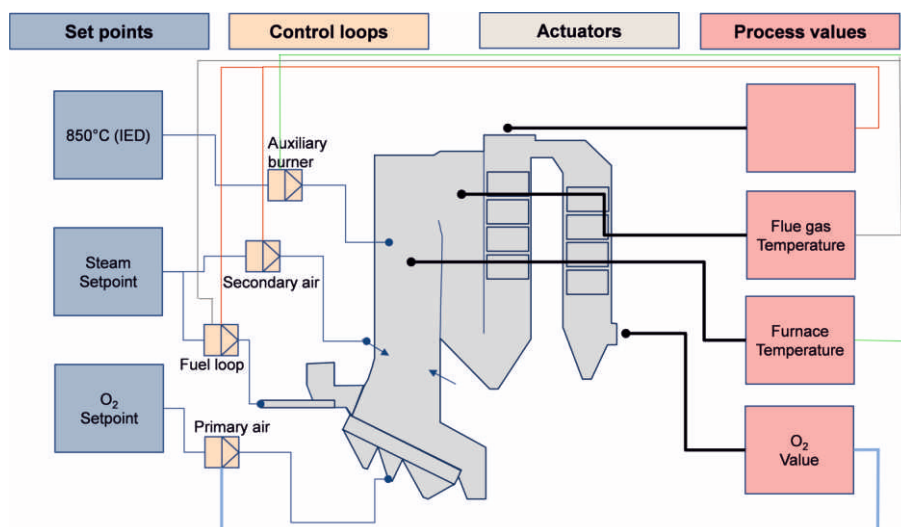 Set points
Control loops
Actuators
Process values
850°C (IED)
Auxiliary
burner
Steam
Setpoint
Secondary air
Fuel loop
O₂
Setpoint
Primary air
Flue gas
Temperature
Furnace
Temperature
O₂
Value